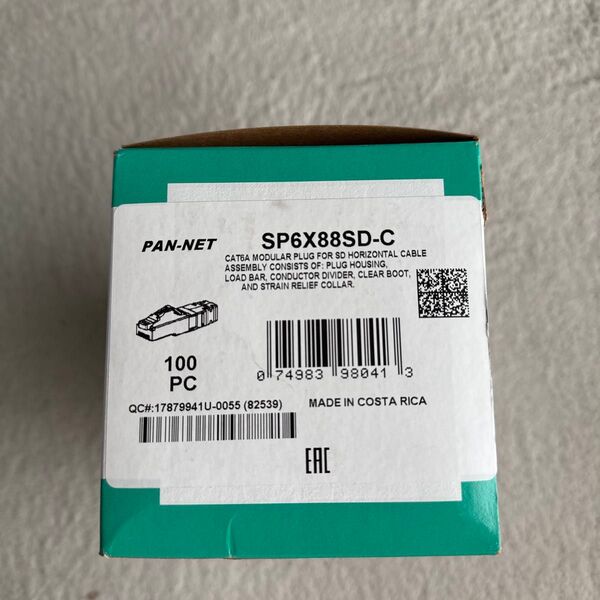 PAN-NET
SP6X88SD-C
CAT6A MODULAR PLUG FOR SD HORIZONTAL CABLE
ASSEMBLY CONSISTS OF: PLUG HOUSING,
LOAD BAR, CONDUCTOR DIVIDER, CLEAR BOOT,
AND STRAIN RELIEF COLLAR.
100
PC
0 74983 98041 3
QC#:17879941U-0055 (82539)
MADE IN COSTA RICA
EAC